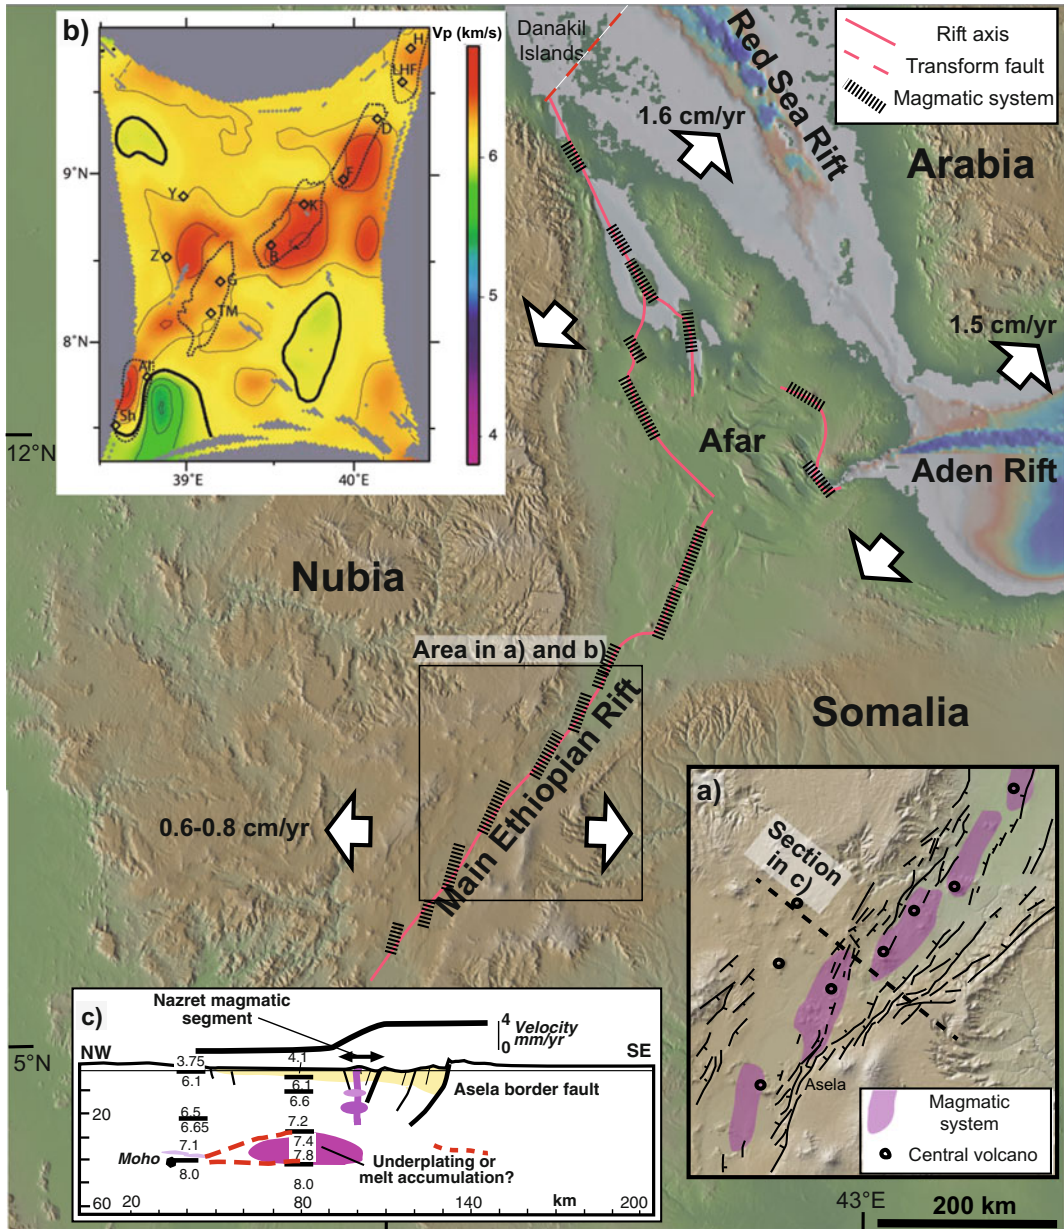 b)
Vp (km/s)
H
LHF
D
F
K
Y
B
Z
G
TM
Al
Sh
9°N
8°N
39°E
40°E
6
5
4
Danakil
Islands
Red Sea Rift
Rift axis
Transform fault
Magmatic system
1.6 cm/yr
Arabia
1.5 cm/yr
12°N
Afar
Aden Rift
Nubia
Area in a) and b)
Somalia
Main Ethiopian Rift
0.6-0.8 cm/yr
a)
Section
in c)
Asela
Magmatic
system
Central volcano
c)
Nazret magmatic
segment
4
0
Velocity
mm/yr
5°N
NW
SE
3.75
4.1
6.1
6.1
6.6
Asela border fault
20
6.5
6.65
7.2
7.1
7.4
7.8
Moho
8.0
8.0
Underplating or
melt accumulation?
60
20
80
km
140
200
43°E
200 km